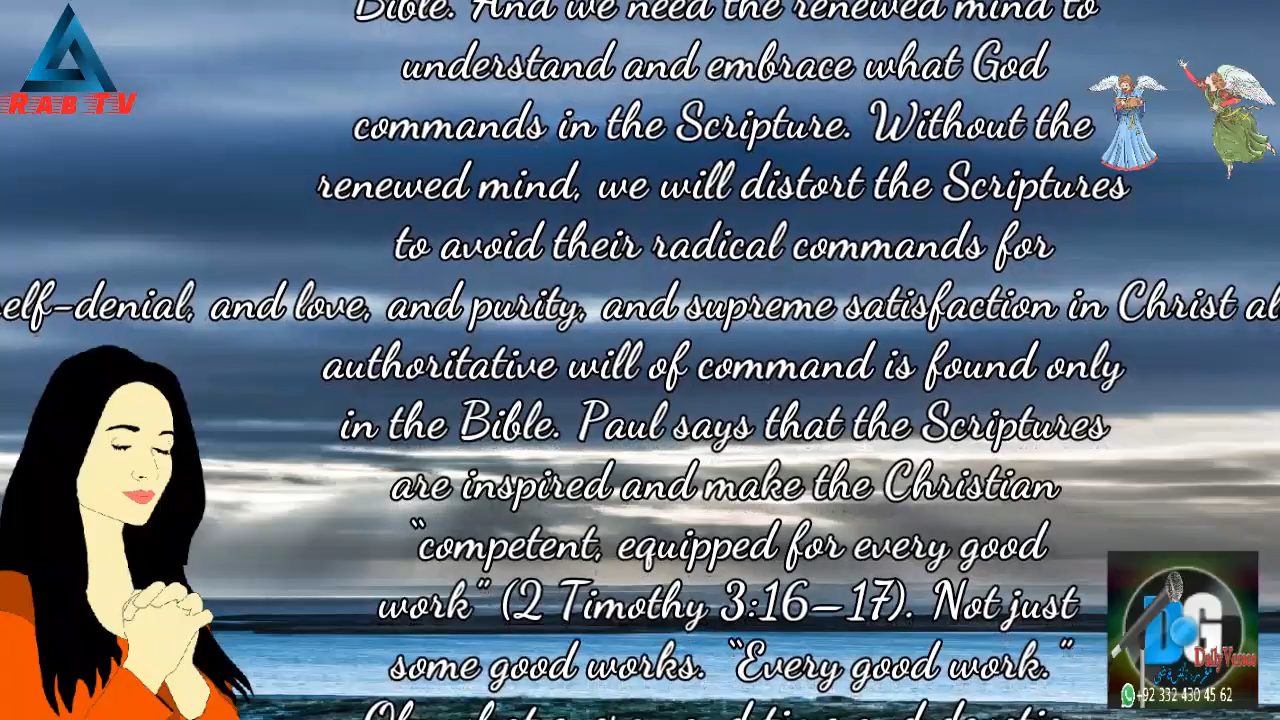 Bible. And we need the renewed mind to
understand and embrace what God
commands in the Scripture. Without the
renewed mind, we will distort the Scriptures
to avoid their radical commands for
elf-denial, and love, and purity, and supreme satisfaction in Christ al
authoritative will of command is found only
in the Bible. Paul says that the Scriptures
are inspired and make the Christian
“competent, equipped for every good
work” (2 Timothy 3:16–17). Not just
some good works. “Every good work.”
RAB TV
DG
Daily Verses
+92 332 430 45 62